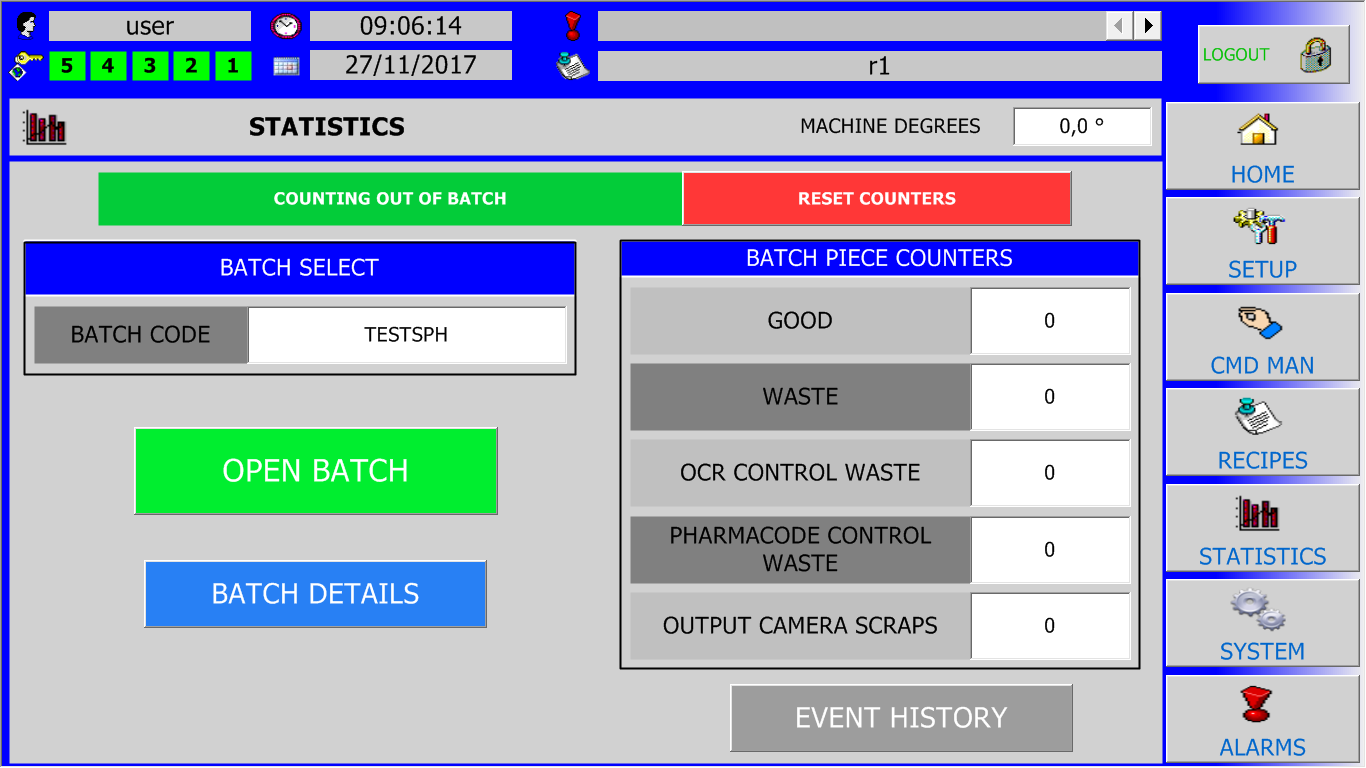 user
09:06:14
5 4 3 2 1
27/11/2017
r1
LOGOUT
STATISTICS
MACHINE DEGREES
0,0 °
COUNTING OUT OF BATCH
RESET COUNTERS
BATCH SELECT
BATCH CODE
TESTSPH
OPEN BATCH
BATCH DETAILS
BATCH PIECE COUNTERS
GOOD
0
WASTE
0
OCR CONTROL WASTE
0
PHARMACODE CONTROL
WASTE
0
OUTPUT CAMERA SCRAPS
0
EVENT HISTORY
HOME
SETUP
CMD MAN
RECIPES
STATISTICS
SYSTEM
ALARMS